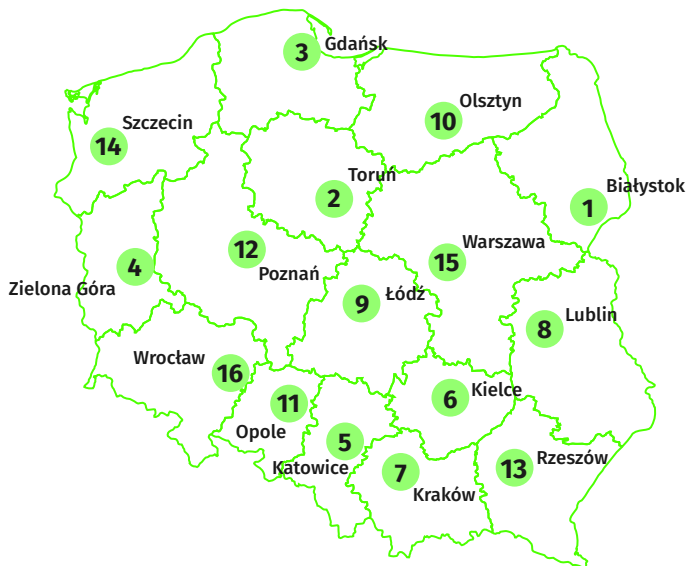 3
Gdańsk
Olsztyn
10
Szczecin
14
Toruń
2
Białystok
1
12
Poznań
Warszawa
15
4
Zielona Góra
9
Łódź
Lublin
8
Wrocław
16
6
Kielce
11
Opole
5
Katowice
7
Kraków
Rzeszów
13